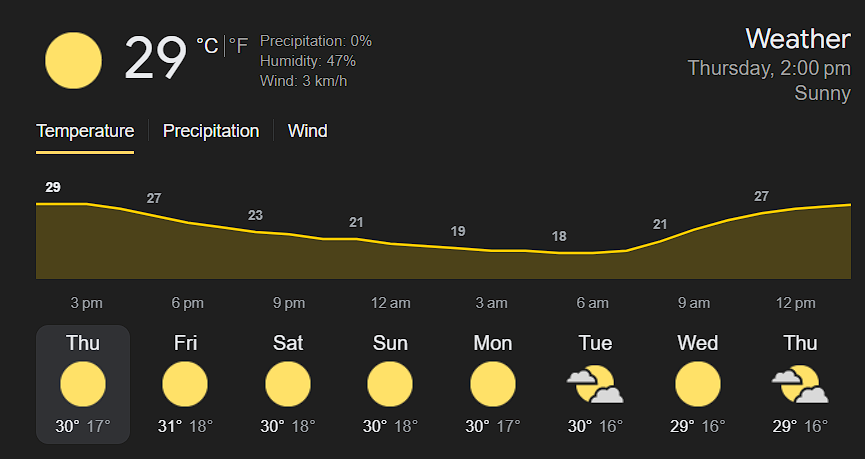 29 °C °F
Precipitation: 0%
Humidity: 47%
Wind: 3 km/h
Weather
Thursday, 2:00 pm
Sunny
Temperature Precipitation Wind
29 27 23 21 19 18 21 27
3 pm 6 pm 9 pm 12 am 3 am 6 am 9 am 12 pm
Thu Fri Sat Sun Mon Tue Wed Thu
30° 17° 31° 18° 30° 18° 30° 18° 30° 17° 30° 16° 29° 16° 29° 16°